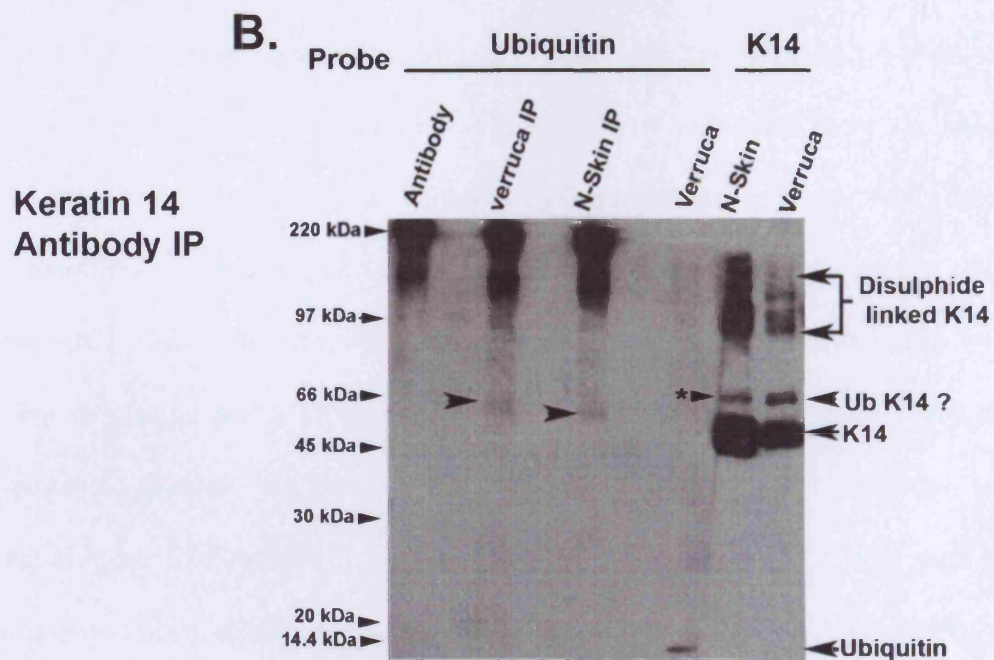 B.
Probe
Ubiquitin
K14
Antibody
verruca IP
N-Skin IP
Verruca
N-Skin
Verruca
Keratin 14
Antibody IP
220 kDa
97 kDa
66 kDa
45 kDa
30 kDa
20 kDa
14.4 kDa
*
Disulphide
linked K14
Ub K14 ?
K14
Ubiquitin